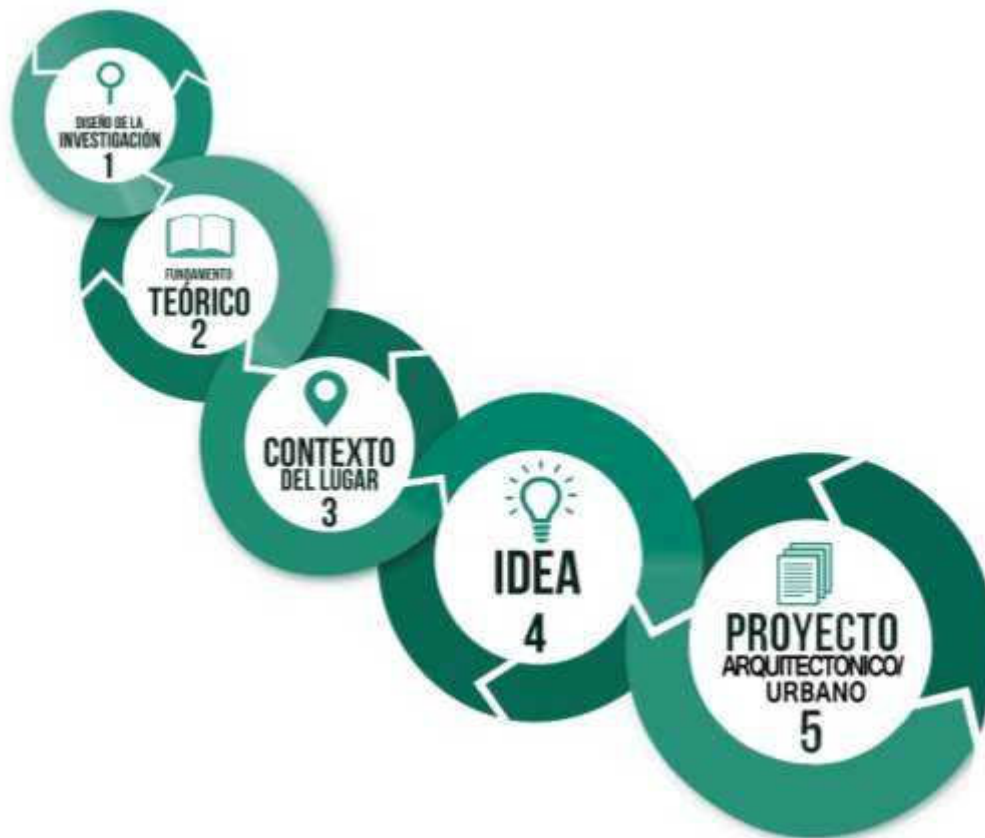 DISEÑO DE LA
INVESTIGACIÓN
1
FUNDAMENTO
TEÓRICO
2
CONTEXTO
DEL LUGAR
3
IDEA
4
PROYECTO
ARQUITECTONICO/
URBANO
5